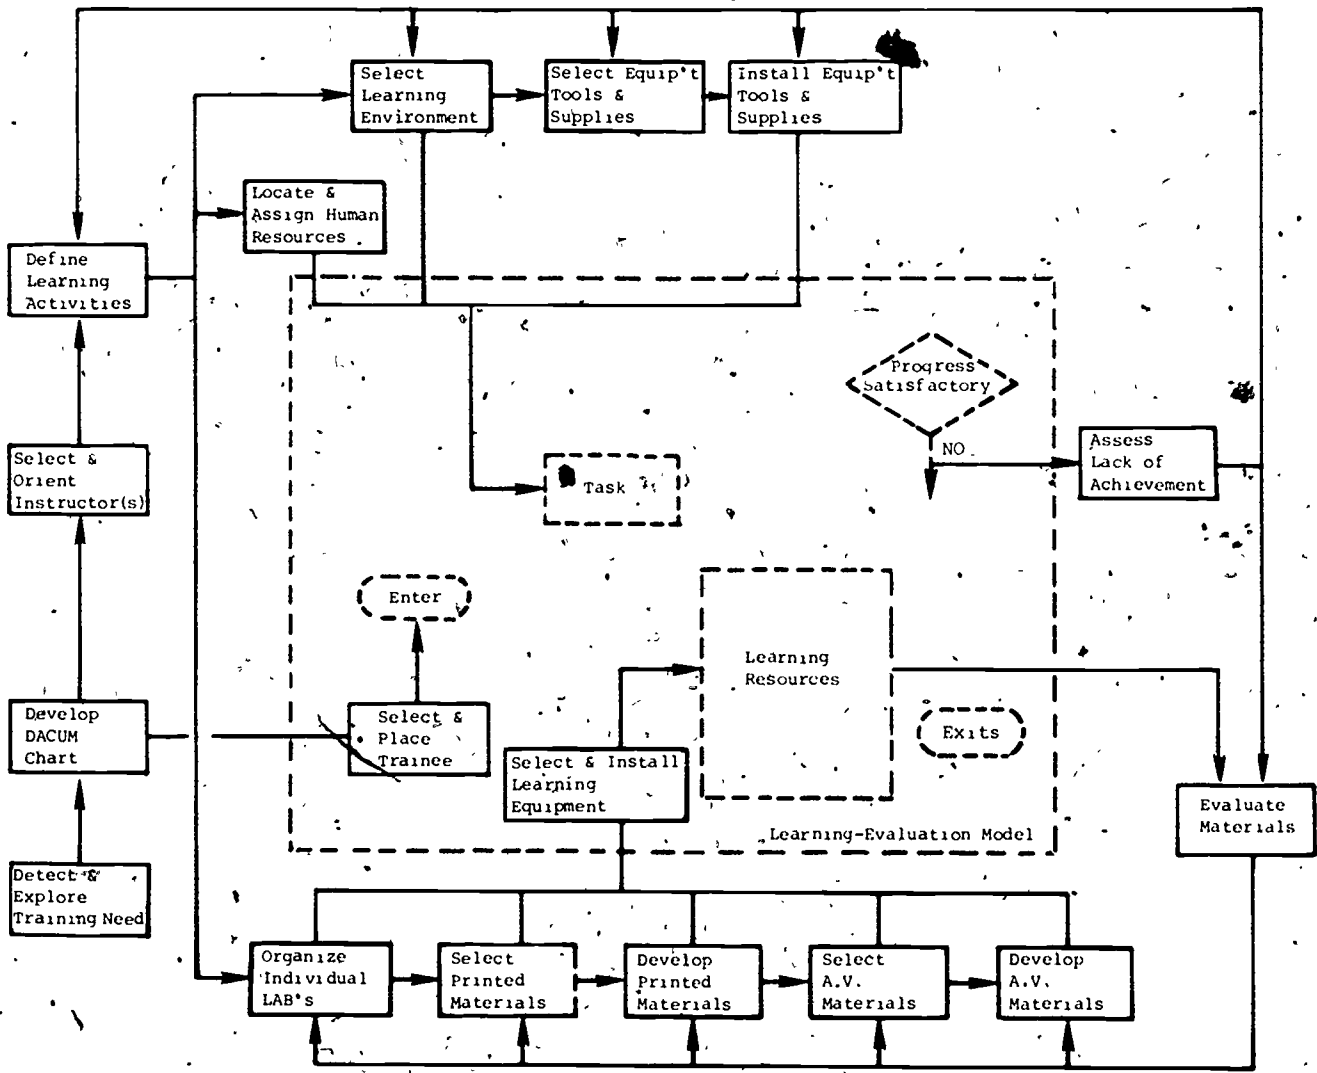 Select
Learning
Environment
Select Equip't
Tools &
Supplies
Install Equip't
Tools &
Supplies
Locate &
Assign Human
Resources
Define
Learning
Activities
Progress
Satisfactory
NO
Assess
Lack of
Achievement
Select &
Orient
Instructor(s)
Task
Enter
Learning
Resources
Develop
DACUM
Chart
Select &
Place
Trainee
Exits
Select & Install
Learning
Equipment
Evaluate
Materials
Learning-Evaluation Model
Detect &
Explore
Training Need
Organize
Individual
LAB's
Select
Printed
Materials
Develop
Printed
Materials
Select
A.V.
Materials
Develop
A.V.
Materials